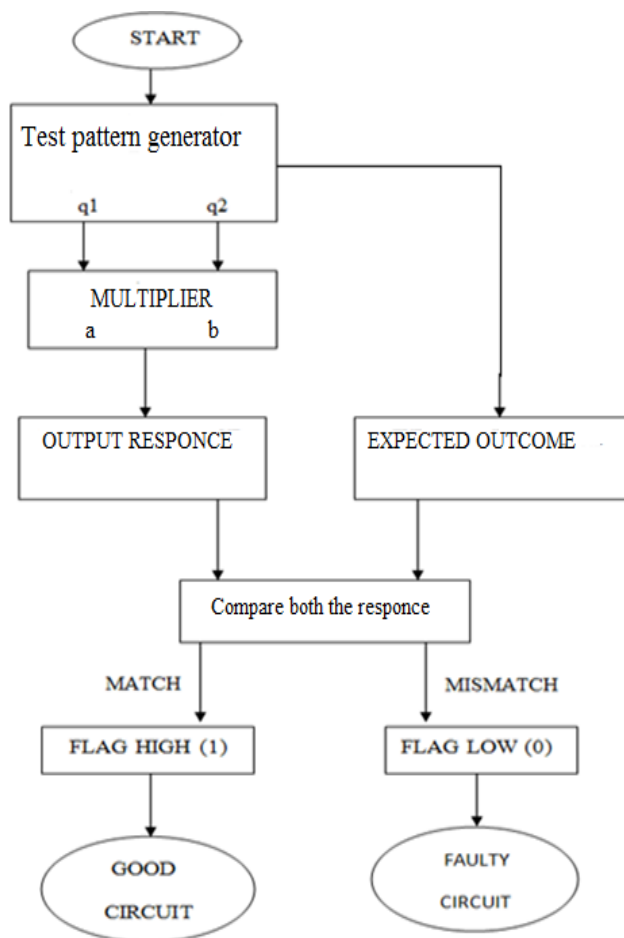 START
Test pattern generator
q1 q2
MULTIPLIER
a b
OUTPUT RESPONCE
EXPECTED OUTCOME
Compare both the responce
MATCH
MISMATCH
FLAG HIGH (1)
FLAG LOW (0)
GOOD
CIRCUIT
FAULTY
CIRCUIT